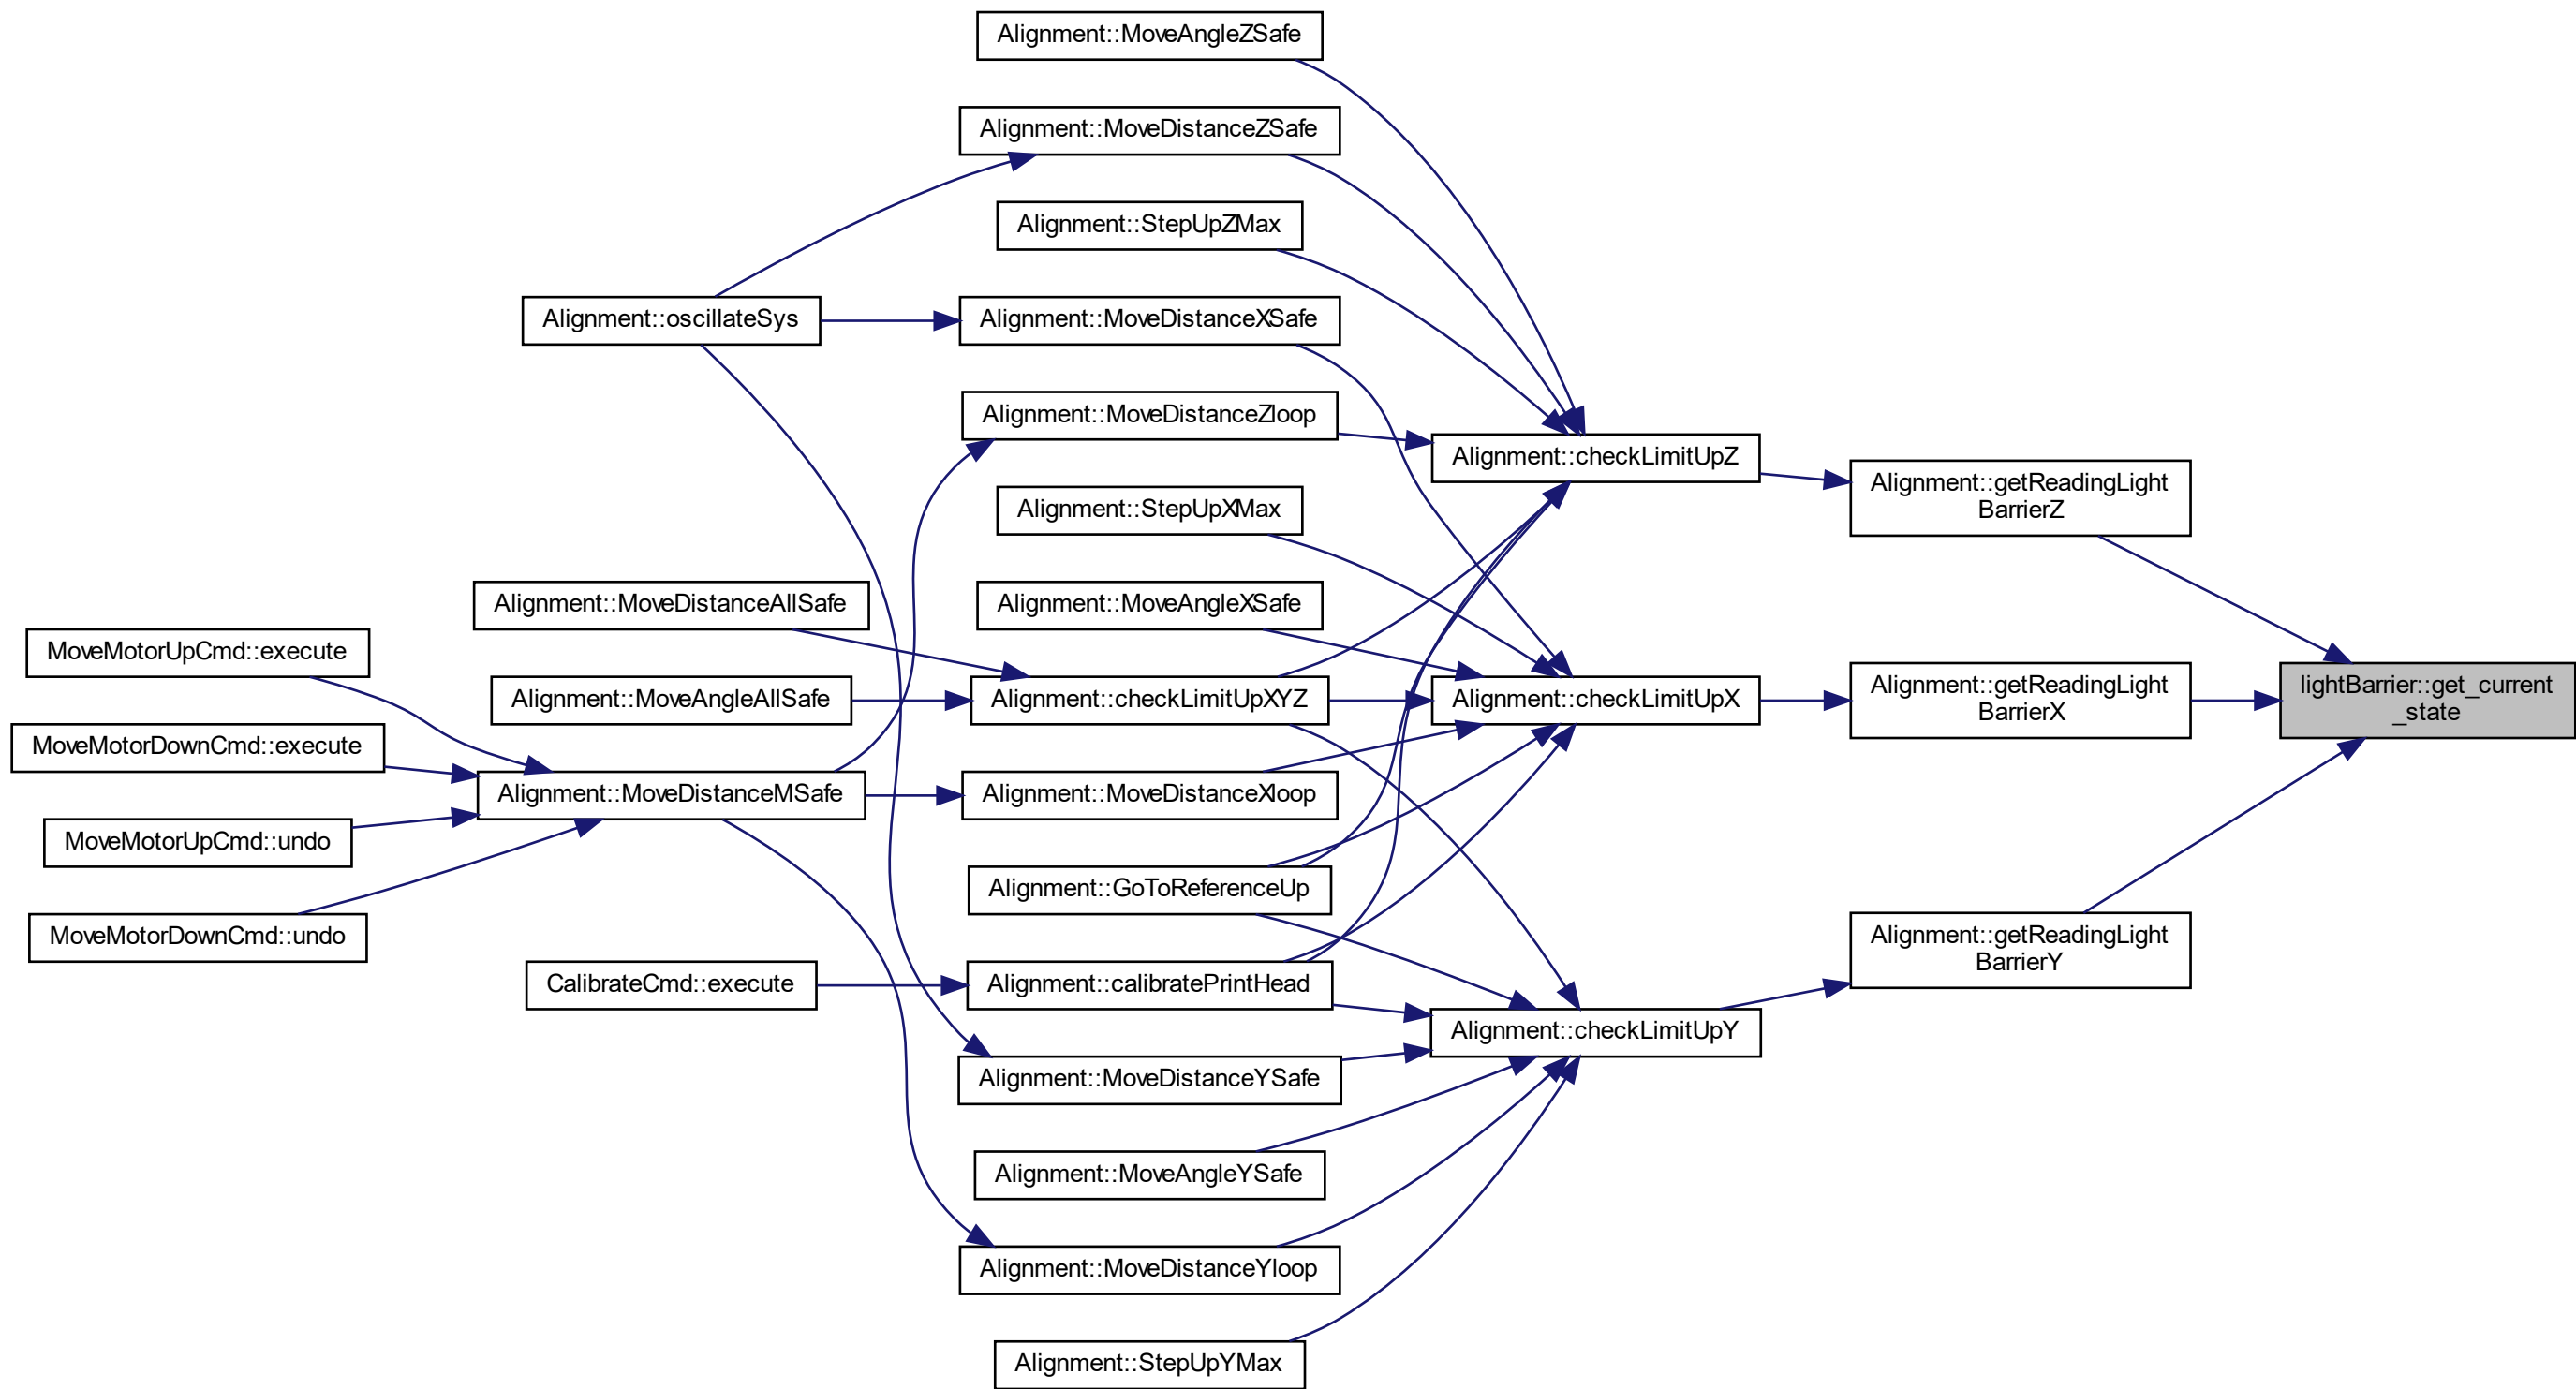 Alignment::MoveAngleZSafe
Alignment::MoveDistanceZSafe
Alignment::StepUpZMax
Alignment::oscillateSys
Alignment::MoveDistanceXSafe
Alignment::MoveDistanceZloop
Alignment::checkLimitUpZ
Alignment::getReadingLight
BarrierZ
Alignment::StepUpXMax
Alignment::MoveDistanceAllSafe
Alignment::MoveAngleXSafe
MoveMotorUpCmd::execute
Alignment::MoveAngleAllSafe
Alignment::checkLimitUpXYZ
Alignment::checkLimitUpX
Alignment::getReadingLight
BarrierX
lightBarrier::get_current
_state
MoveMotorDownCmd::execute
Alignment::MoveDistanceMSafe
Alignment::MoveDistanceXloop
MoveMotorUpCmd::undo
Alignment::GoToReferenceUp
MoveMotorDownCmd::undo
Alignment::getReadingLight
BarrierY
CalibrateCmd::execute
Alignment::calibratePrintHead
Alignment::checkLimitUpY
Alignment::MoveDistanceYSafe
Alignment::MoveAngleYSafe
Alignment::MoveDistanceYloop
Alignment::StepUpYMax